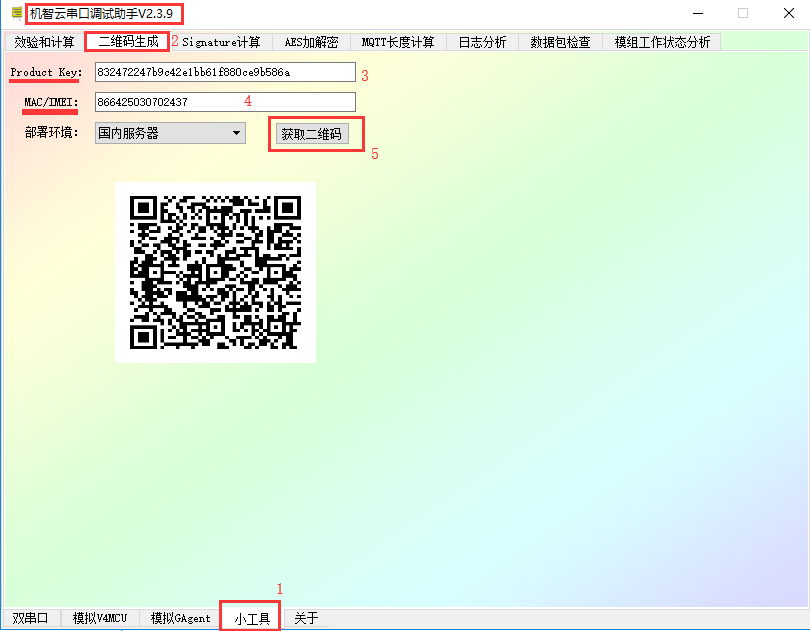 机智云串口调试助手V2.3.9
效验和计算 二维码生成 2 Signature计算 AES加解密 MQTT长度计算 日志分析 数据包检查 模组工作状态分析
Product Key: 832472247b9c42e1bb61f880ce9b586a 3
MAC/IMEI: 866425030702437 4
部署环境: 国内服务器 获取二维码
5
1
双串口 模拟V4MCU 模拟GAgent 小工具 关于